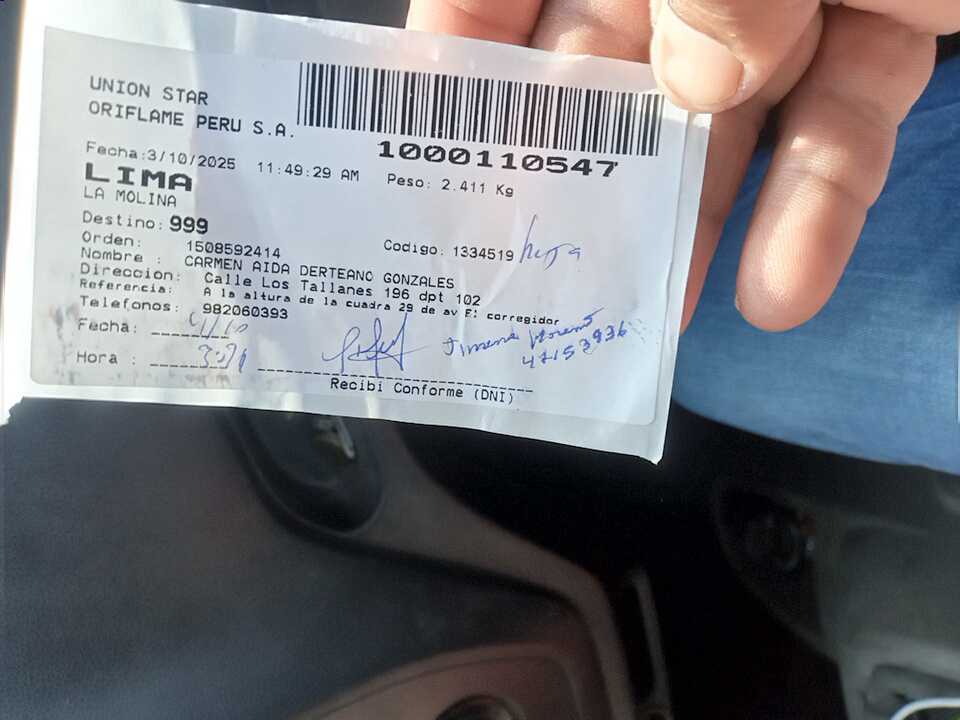 UNION STAR
ORIFLAME PERU S.A.
1000110547
Fecha:3/10/2025 11:49:29 AM Peso: 2.411 Kg
LIMA
LA MOLINA
Destino: 999
Orden: 1508592414 Codigo: 1334519
Nombre : CARMEN AIDA DERTEANO GONZALES
Direccion: Calle Los Tallanes 196 dpt 102
Referencia: A la altura de la cuadra 29 de av El corregidor
Telefonos: 982060393
Fecha:
Hora :
Recibi Conforme (DNI)